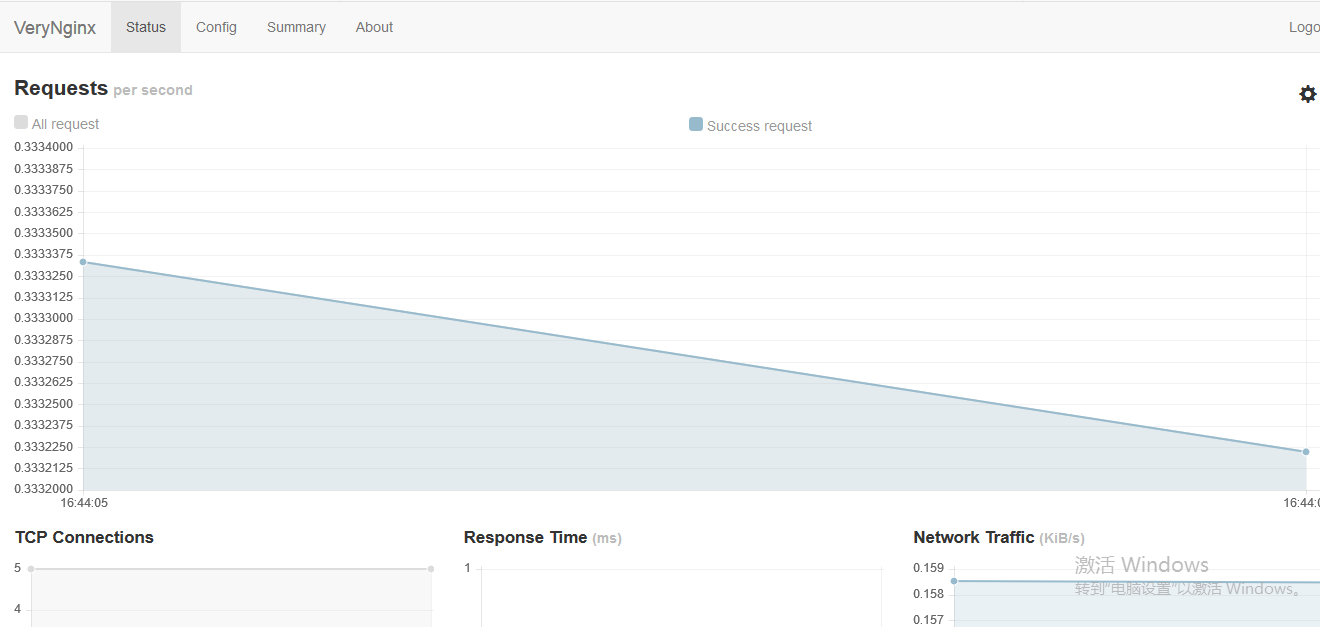 VeryNginx Status Config Summary About Logo
Requests per second
All request Success request
0.3334000
0.3333875
0.3333750
0.3333625
0.3333500
0.3333375
0.3333250
0.3333125
0.3333000
0.3332875
0.3332750
0.3332625
0.3332500
0.3332375
0.3332250
0.3332125
0.3332000
16:44:05 16:44:0
TCP Connections Response Time (ms) Network Traffic (KiB/s)
5 1 0.159
激活 Windows
0.158
转到"电脑设置"以激活 Windows。
4 0.157